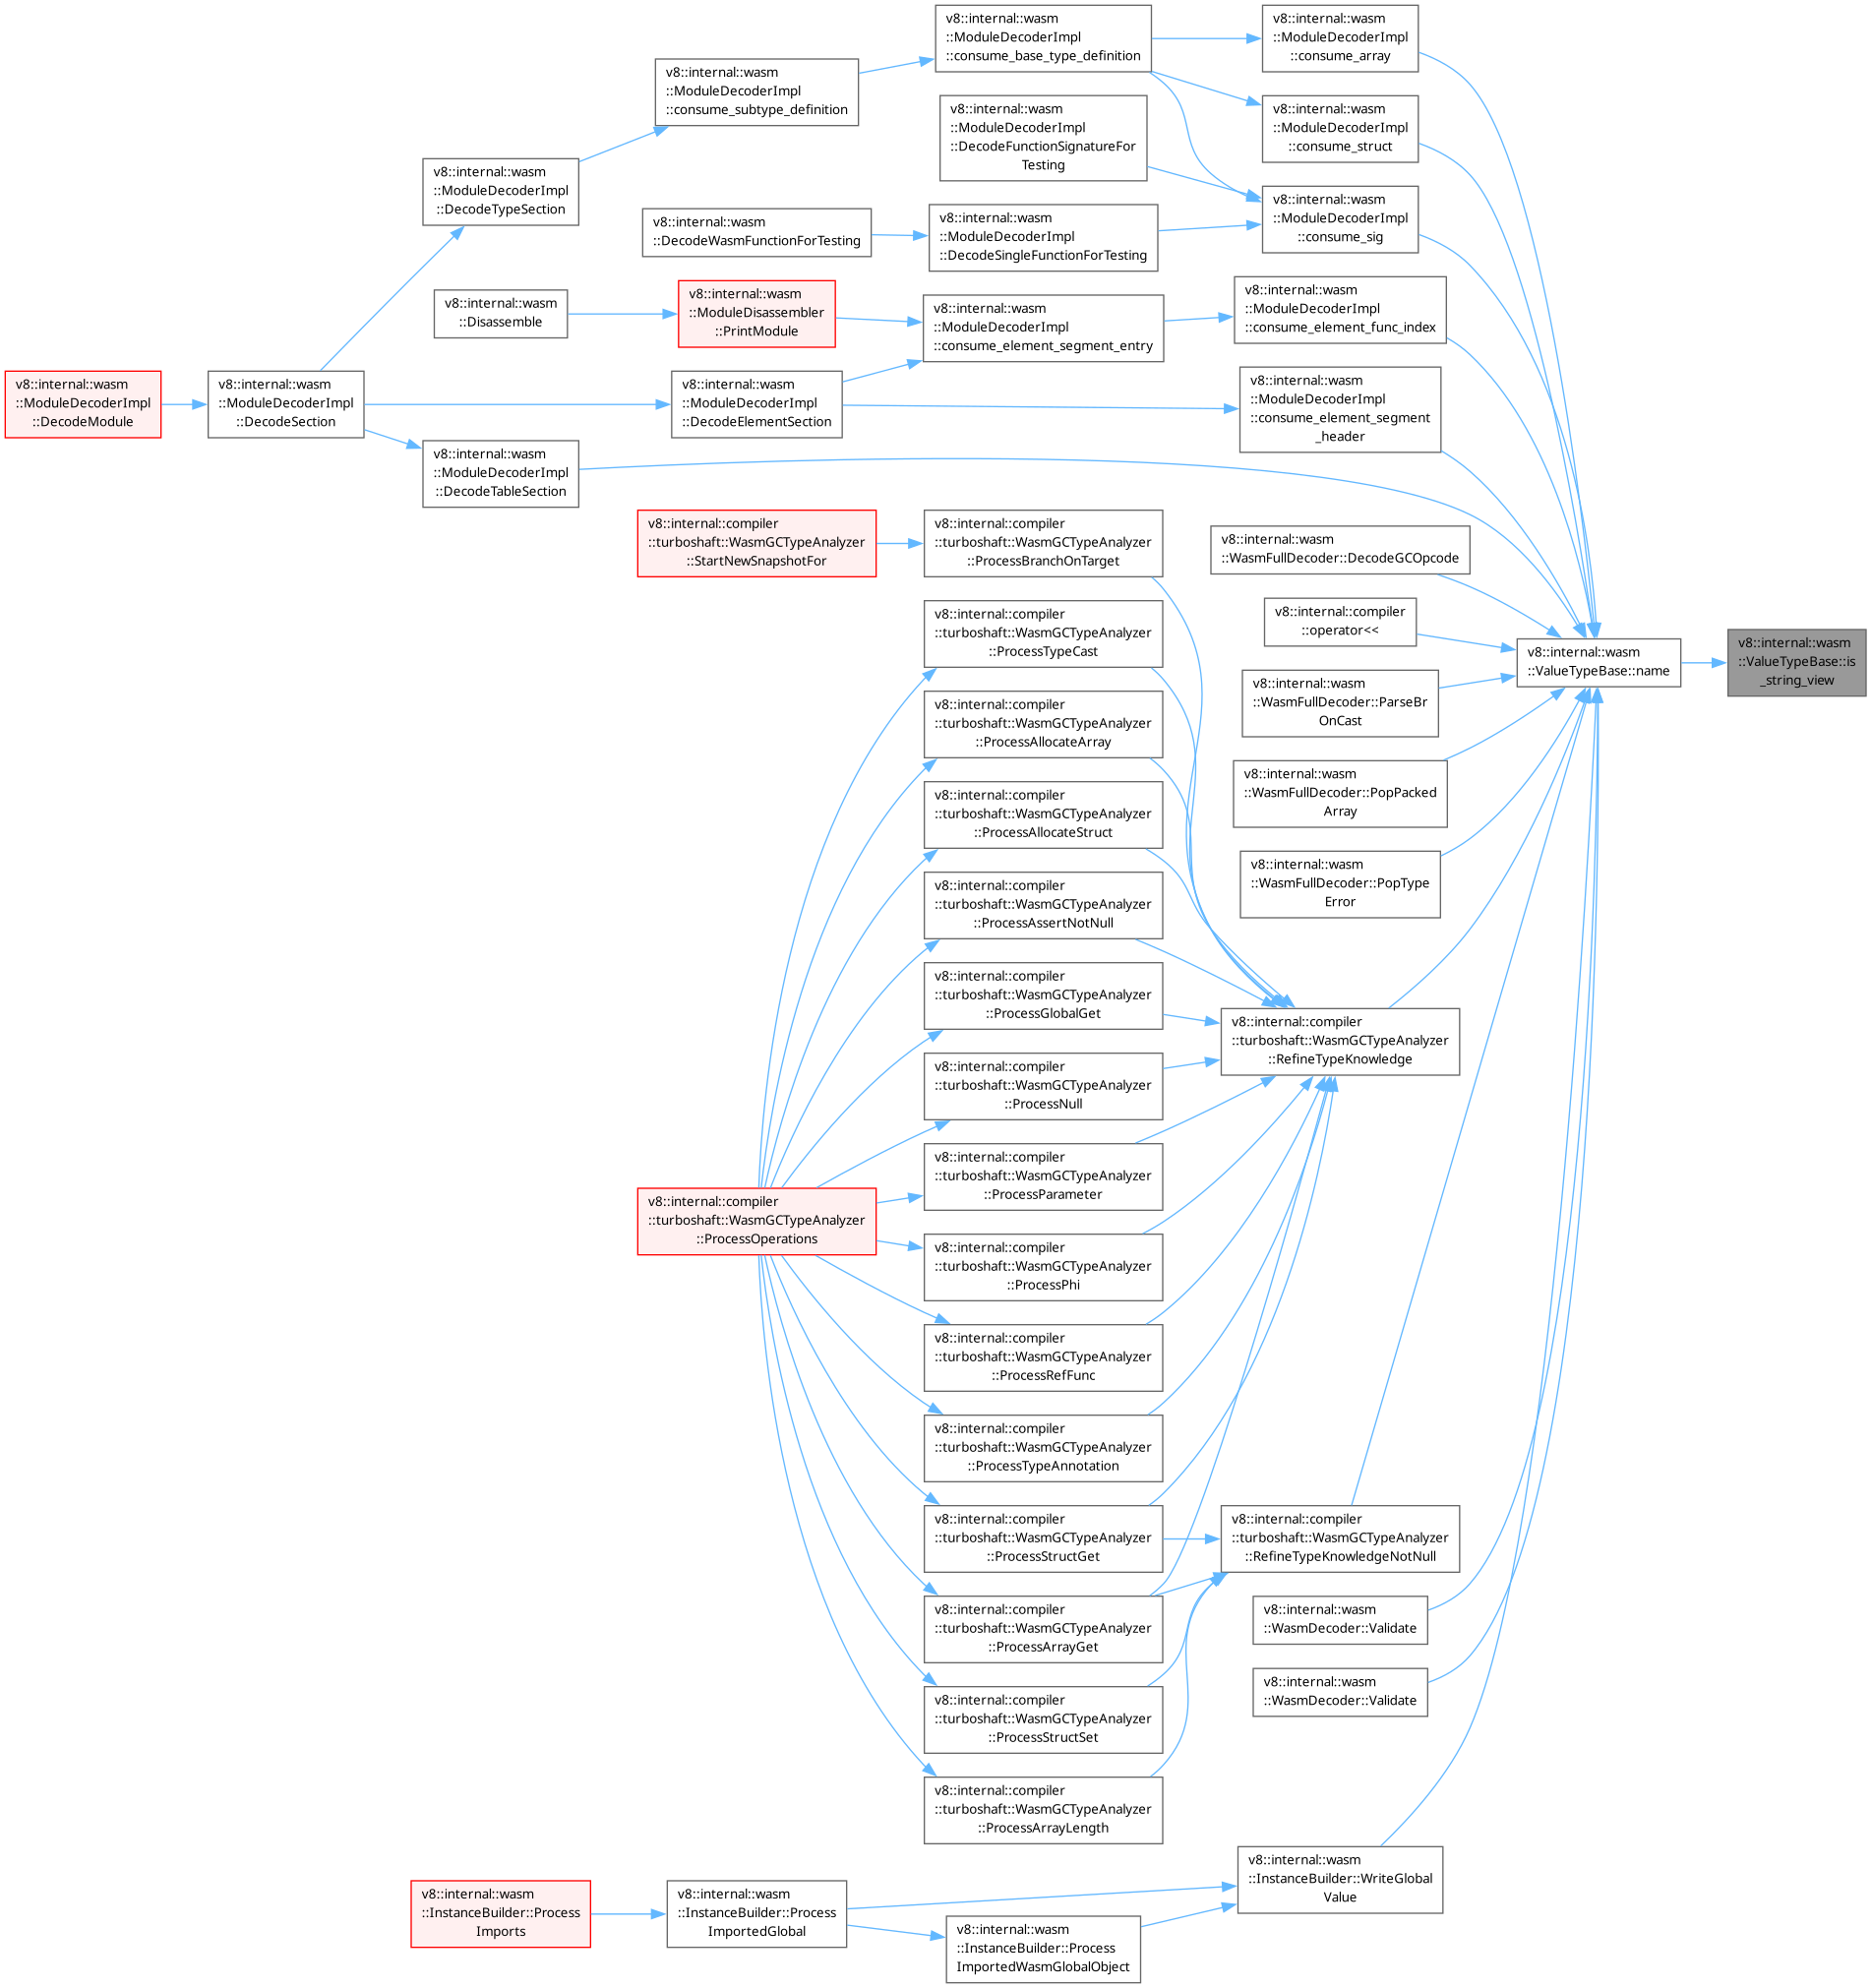 v8::internal::wasm
::ModuleDecoderImpl
::consume_base_type_definition
v8::internal::wasm
::ModuleDecoderImpl
::consume_array
v8::internal::wasm
::ModuleDecoderImpl
::consume_subtype_definition
v8::internal::wasm
::ModuleDecoderImpl
::DecodeFunctionSignatureFor
Testing
v8::internal::wasm
::ModuleDecoderImpl
::consume_struct
v8::internal::wasm
::ModuleDecoderImpl
::DecodeTypeSection
v8::internal::wasm
::ModuleDecoderImpl
::consume_sig
v8::internal::wasm
::DecodeWasmFunctionForTesting
v8::internal::wasm
::ModuleDecoderImpl
::DecodeSingleFunctionForTesting
v8::internal::wasm
::Disassemble
v8::internal::wasm
::ModuleDisassembler
::PrintModule
v8::internal::wasm
::ModuleDecoderImpl
::consume_element_segment_entry
v8::internal::wasm
::ModuleDecoderImpl
::consume_element_func_index
v8::internal::wasm
::ModuleDecoderImpl
::DecodeModule
v8::internal::wasm
::ModuleDecoderImpl
::DecodeSection
v8::internal::wasm
::ModuleDecoderImpl
::DecodeElementSection
v8::internal::wasm
::ModuleDecoderImpl
::consume_element_segment
_header
v8::internal::wasm
::ModuleDecoderImpl
::DecodeTableSection
v8::internal::compiler
::turboshaft::WasmGCTypeAnalyzer
::StartNewSnapshotFor
v8::internal::compiler
::turboshaft::WasmGCTypeAnalyzer
::ProcessBranchOnTarget
v8::internal::wasm
::WasmFullDecoder::DecodeGCOpcode
v8::internal::compiler
::turboshaft::WasmGCTypeAnalyzer
::ProcessTypeCast
v8::internal::compiler
::operator<<
v8::internal::wasm
::ValueTypeBase::name
v8::internal::wasm
::ValueTypeBase::is
_string_view
v8::internal::compiler
::turboshaft::WasmGCTypeAnalyzer
::ProcessAllocateArray
v8::internal::wasm
::WasmFullDecoder::ParseBr
OnCast
v8::internal::compiler
::turboshaft::WasmGCTypeAnalyzer
::ProcessAllocateStruct
v8::internal::wasm
::WasmFullDecoder::PopPacked
Array
v8::internal::compiler
::turboshaft::WasmGCTypeAnalyzer
::ProcessAssertNotNull
v8::internal::wasm
::WasmFullDecoder::PopType
Error
v8::internal::compiler
::turboshaft::WasmGCTypeAnalyzer
::ProcessGlobalGet
v8::internal::compiler
::turboshaft::WasmGCTypeAnalyzer
::RefineTypeKnowledge
v8::internal::compiler
::turboshaft::WasmGCTypeAnalyzer
::ProcessNull
v8::internal::compiler
::turboshaft::WasmGCTypeAnalyzer
::ProcessParameter
v8::internal::compiler
::turboshaft::WasmGCTypeAnalyzer
::ProcessOperations
v8::internal::compiler
::turboshaft::WasmGCTypeAnalyzer
::ProcessPhi
v8::internal::compiler
::turboshaft::WasmGCTypeAnalyzer
::ProcessRefFunc
v8::internal::compiler
::turboshaft::WasmGCTypeAnalyzer
::ProcessTypeAnnotation
v8::internal::compiler
::turboshaft::WasmGCTypeAnalyzer
::ProcessStructGet
v8::internal::compiler
::turboshaft::WasmGCTypeAnalyzer
::RefineTypeKnowledgeNotNull
v8::internal::compiler
::turboshaft::WasmGCTypeAnalyzer
::ProcessArrayGet
v8::internal::wasm
::WasmDecoder::Validate
v8::internal::compiler
::turboshaft::WasmGCTypeAnalyzer
::ProcessStructSet
v8::internal::wasm
::WasmDecoder::Validate
v8::internal::compiler
::turboshaft::WasmGCTypeAnalyzer
::ProcessArrayLength
v8::internal::wasm
::InstanceBuilder::WriteGlobal
Value
v8::internal::wasm
::InstanceBuilder::Process
Imports
v8::internal::wasm
::InstanceBuilder::Process
ImportedGlobal
v8::internal::wasm
::InstanceBuilder::Process
ImportedWasmGlobalObject